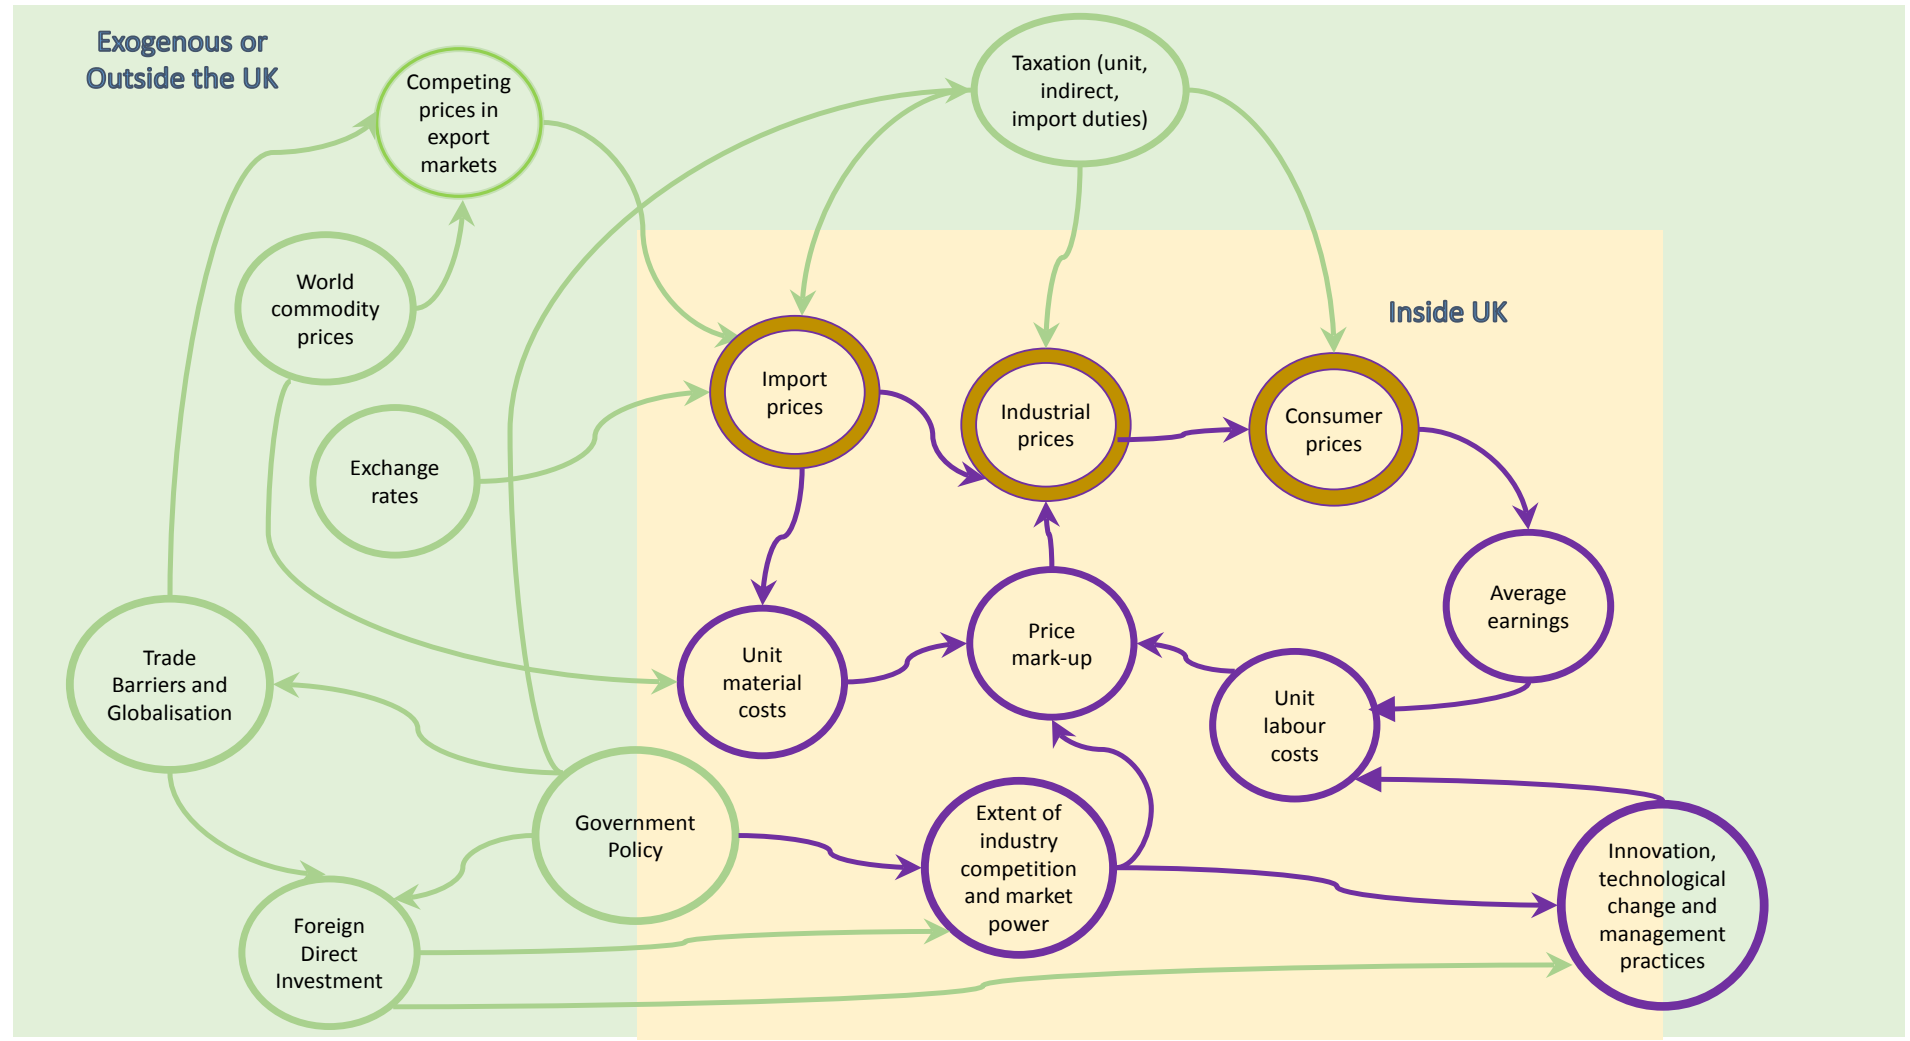 Exogenous or
Outside the UK
Competing
prices in
export
markets
Taxation (unit,
indirect,
import duties)
World
commodity
prices
Inside UK
Import
prices
Industrial
prices
Consumer
prices
Exchange
rates
Average
earnings
Price
mark-up
Unit
material
costs
Trade
Barriers and
Globalisation
Unit
labour
costs
Government
Policy
Extent of
industry
competition
and market
power
Innovation,
technological
change and
management
practices
Foreign
Direct
Investment